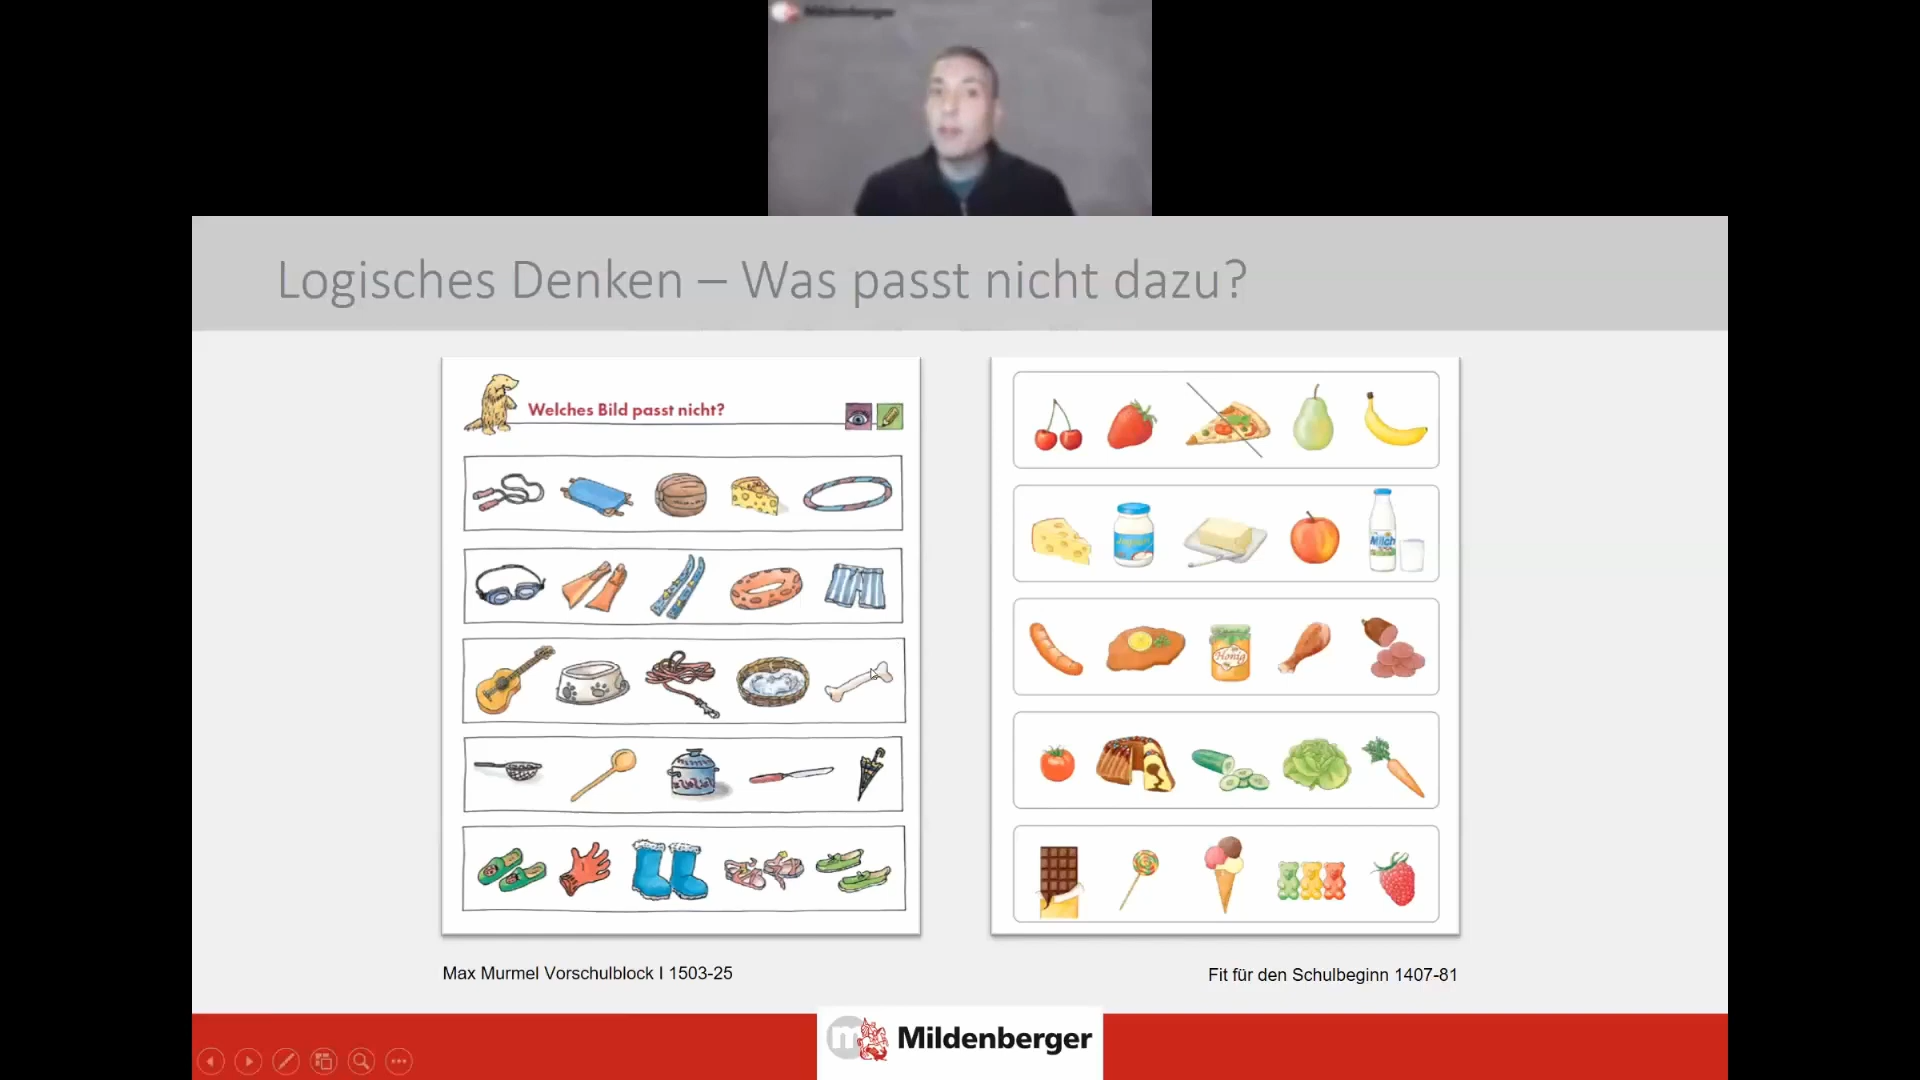 Mildenberger
Logisches Denken – Was passt nicht dazu?
Welches Bild passt nicht?
Milch
Honig
Max Murmel Vorschulblock I 1503-25
Fit für den Schulbeginn 1407-81
m Mildenberger